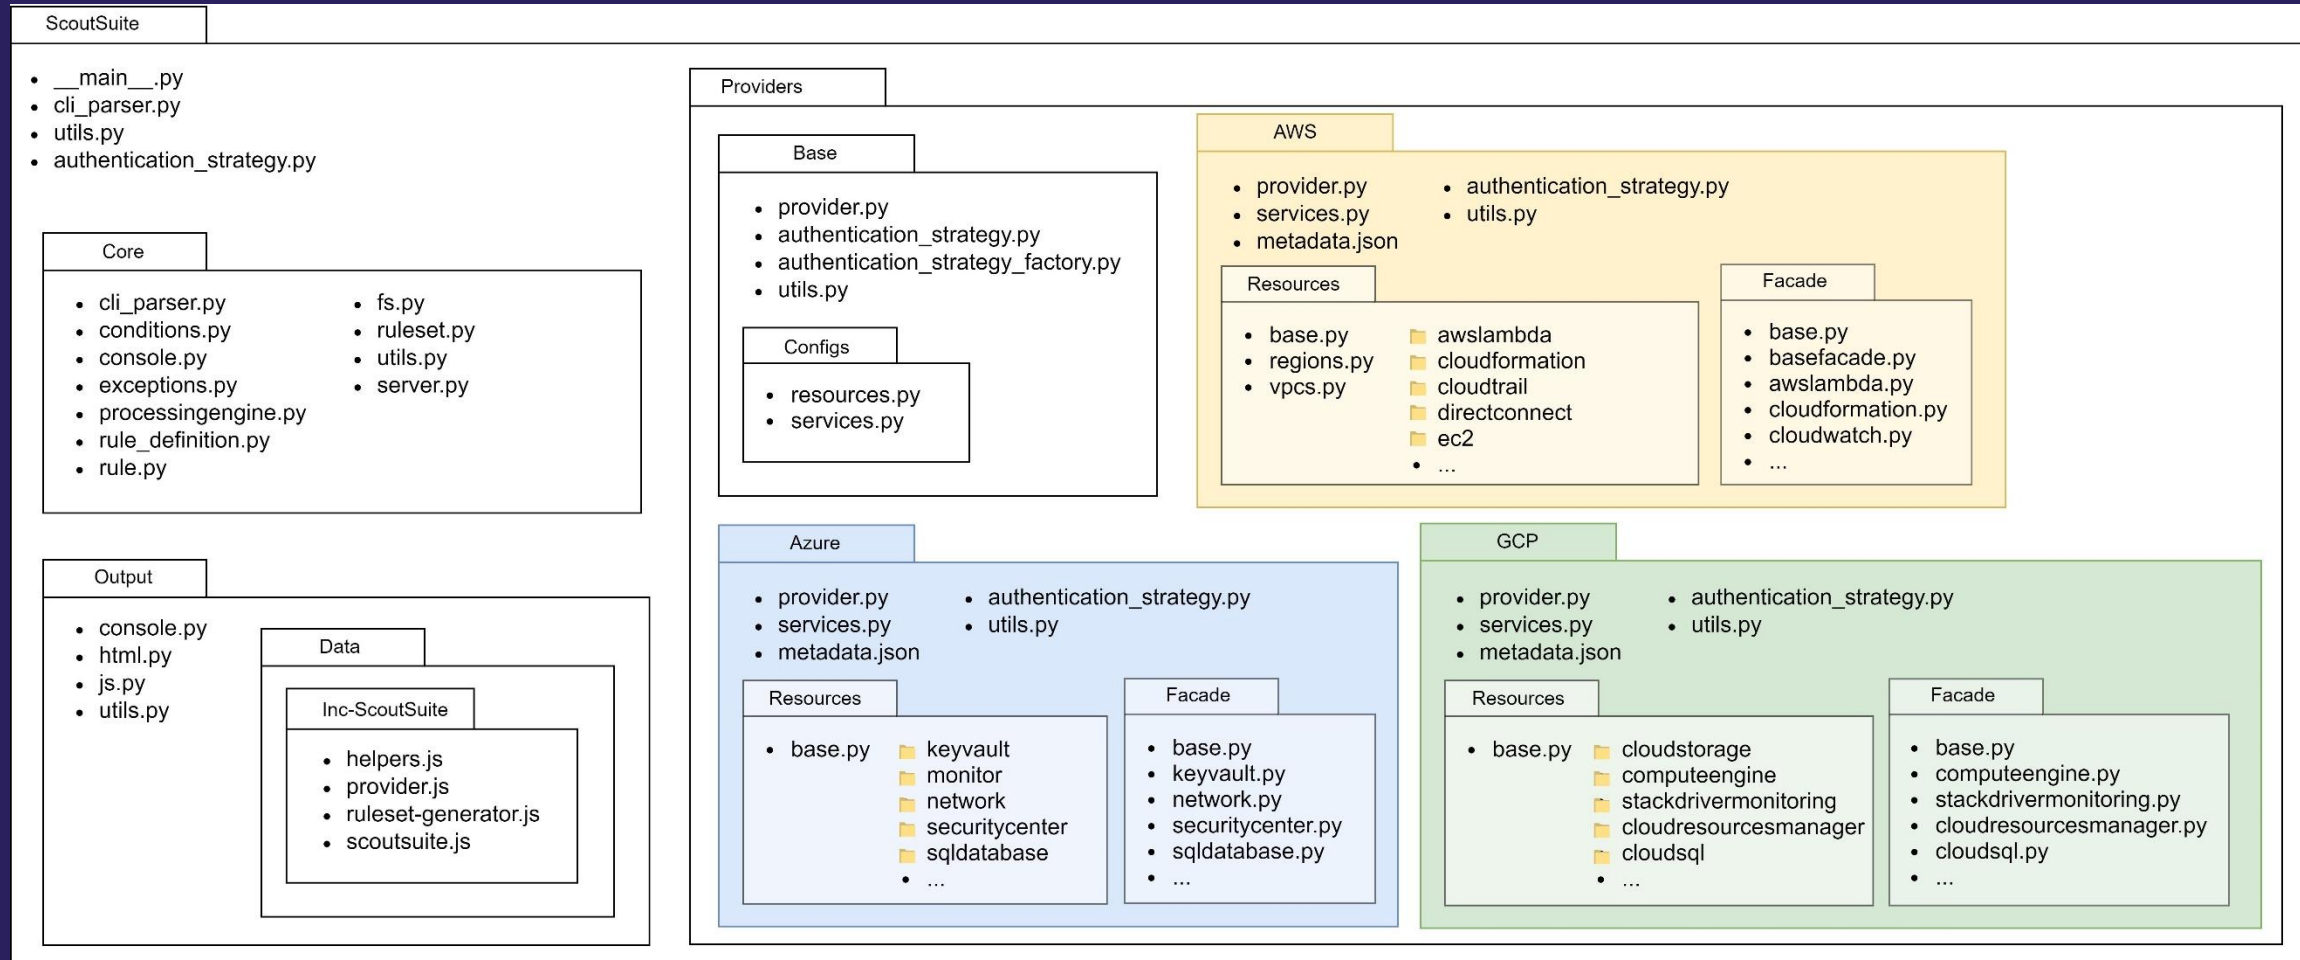 ScoutSuite
__main__.py
cli_parser.py
utils.py
authentication_strategy.py
Core
cli_parser.py
conditions.py
console.py
exceptions.py
processingengine.py
rule_definition.py
rule.py
fs.py
ruleset.py
utils.py
server.py
Output
console.py
html.py
js.py
utils.py
Data
Inc-ScoutSuite
helpers.js
provider.js
ruleset-generator.js
scoutsuite.js
Providers
Base
provider.py
authentication_strategy.py
authentication_strategy_factory.py
utils.py
Configs
resources.py
services.py
AWS
provider.py
services.py
metadata.json
authentication_strategy.py
utils.py
Resources
base.py
regions.py
vpcs.py
awslambda
cloudformation
cloudtrail
directconnect
ec2
...
Facade
base.py
basefacade.py
awslambda.py
cloudformation.py
cloudwatch.py
...
Azure
provider.py
services.py
metadata.json
authentication_strategy.py
utils.py
Resources
base.py
keyvault
monitor
network
securitycenter
sqldatabase
...
Facade
base.py
keyvault.py
network.py
securitycenter.py
sqldatabase.py
...
GCP
provider.py
services.py
metadata.json
authentication_strategy.py
utils.py
Resources
base.py
cloudstorage
computeengine
stackdrivermonitoring
cloudresourcesmanager
cloudsql
...
Facade
base.py
computeengine.py
stackdrivermonitoring.py
cloudresourcesmanager.py
cloudsql.py
...